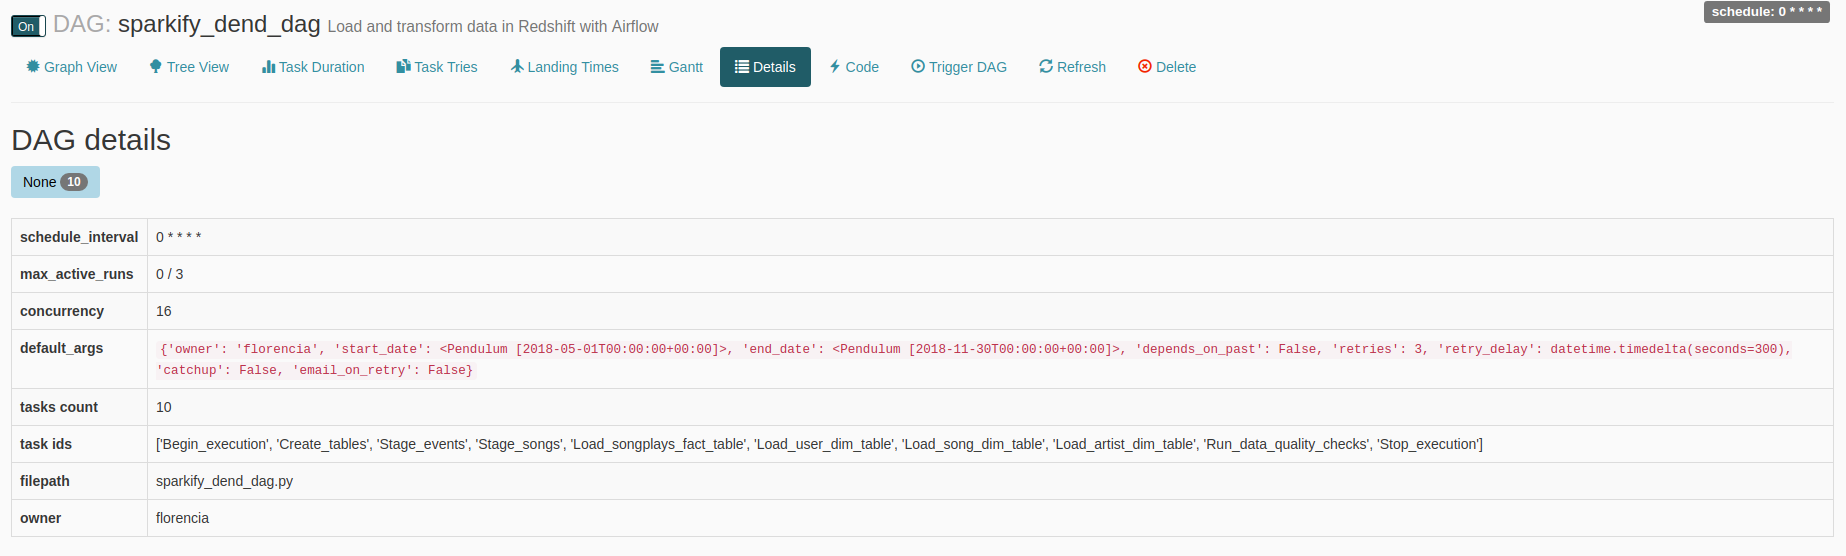 On DAG: sparkify_dend_dag Load and transform data in Redshift with Airflow
schedule: 0 * * * *
Graph View Tree View Task Duration Task Tries Landing Times Gantt Details Code Trigger DAG Refresh Delete
DAG details
None 10
schedule_interval 0 * * * *
max_active_runs 0 / 3
concurrency 16
default_args {'owner': 'florencia', 'start_date': <Pendulum [2018-05-01T00:00:00+00:00]>, 'end_date': <Pendulum [2018-11-30T00:00:00+00:00]>, 'depends_on_past': False, 'retries': 3, 'retry_delay': datetime.timedelta(seconds=300),
'catchup': False, 'email_on_retry': False}
tasks count 10
task ids ['Begin_execution', 'Create_tables', 'Stage_events', 'Stage_songs', 'Load_songplays_fact_table', 'Load_user_dim_table', 'Load_song_dim_table', 'Load_artist_dim_table', 'Run_data_quality_checks', 'Stop_execution']
filepath sparkify_dend_dag.py
owner florencia